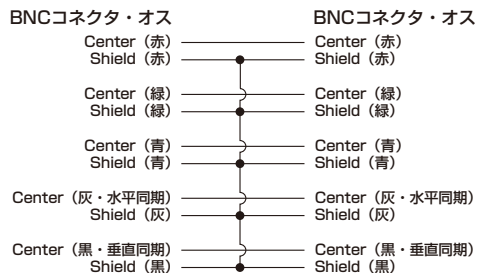 BNCコネクタ・オス BNCコネクタ・オス
Center（赤） Center（赤）
Shield（赤） Shield（赤）
Center（緑） Center（緑）
Shield（緑） Shield（緑）
Center（青） Center（青）
Shield（青） Shield（青）
Center（灰・水平同期） Center（灰・水平同期）
Shield（灰） Shield（灰）
Center（黒・垂直同期） Center（黒・垂直同期）
Shield（黒） Shield（黒）